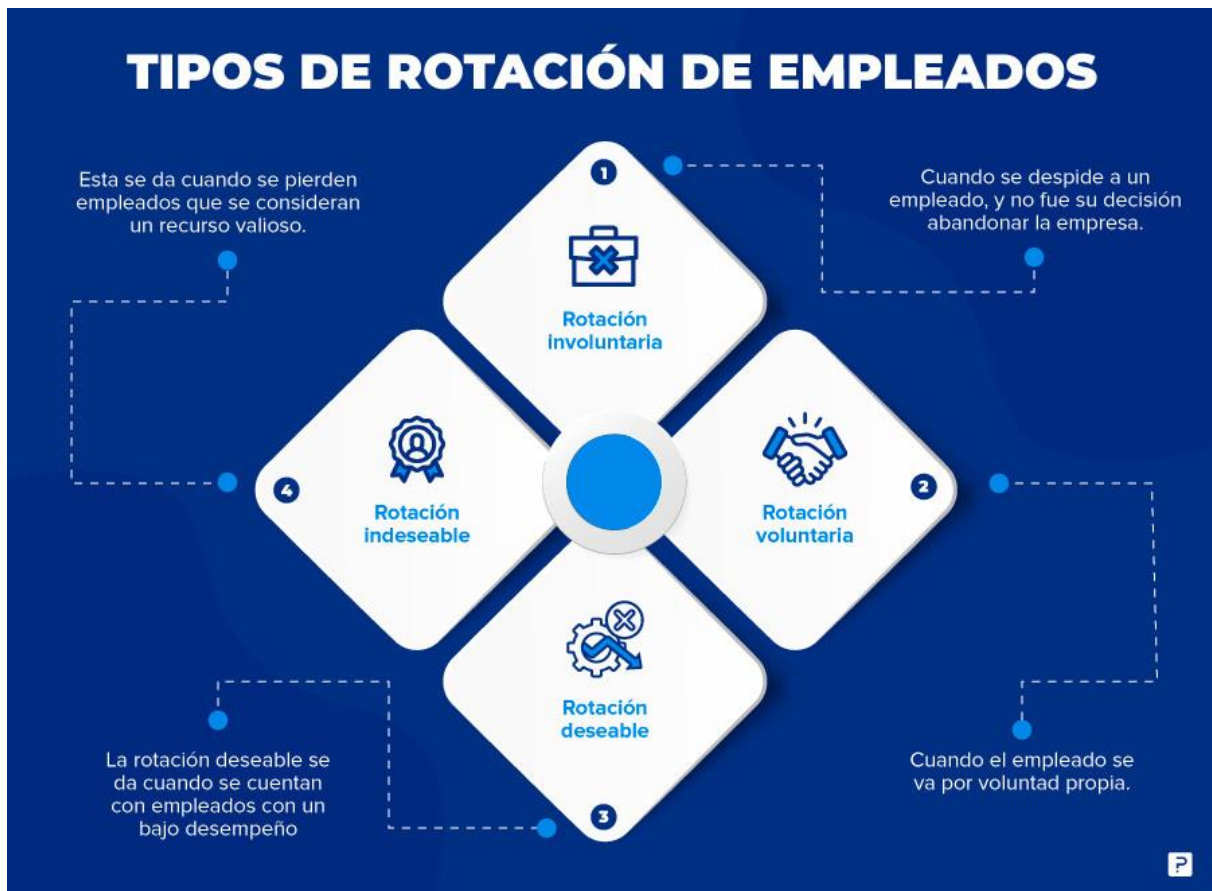 TIPOS DE ROTACIÓN DE EMPLEADOS
1
Rotación
involuntaria
Cuando se despide a un
empleado, y no fue su decisión
abandonar la empresa.
2
Rotación
voluntaria
Cuando el empleado se
va por voluntad propia.
3
Rotación
deseable
La rotación deseable se
da cuando se cuentan
con empleados con un
bajo desempeño
4
Rotación
indeseable
Esta se da cuando se pierden
empleados que se consideran
un recurso valioso.
?